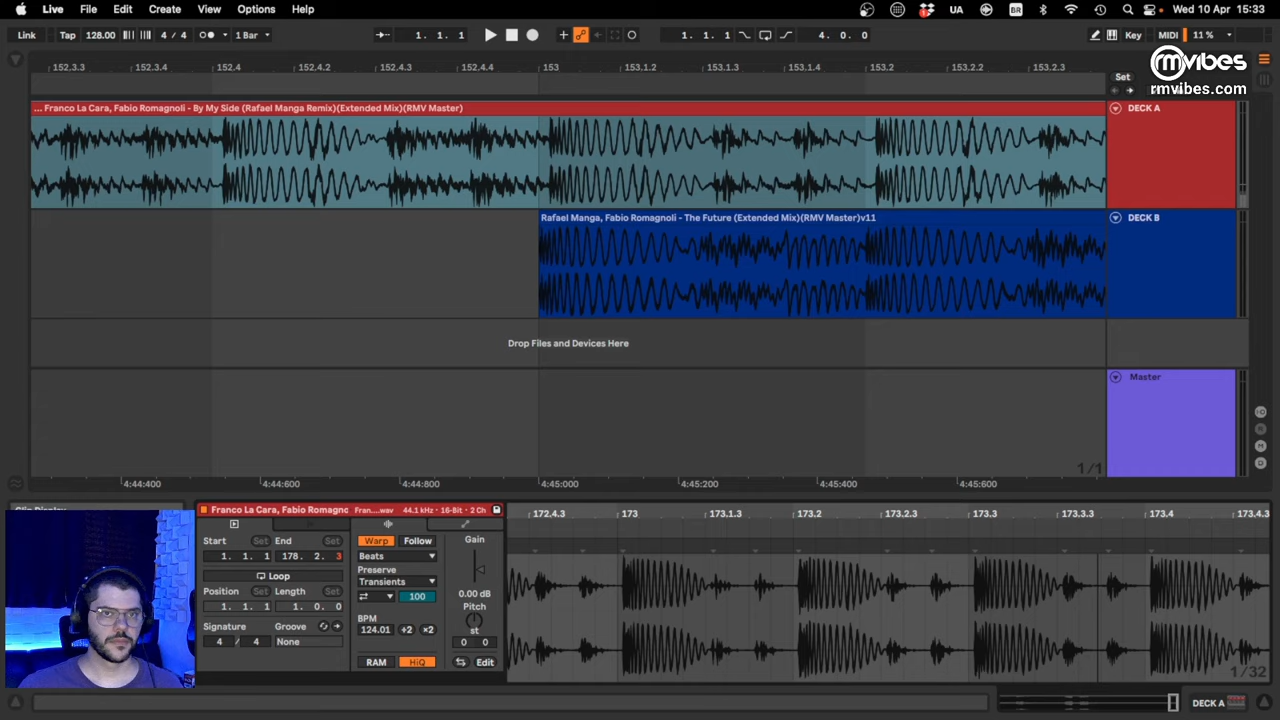 Live File Edit Create View Options Help UA BR Wed 10 Apr 15:33
Link Tap 128.00 4 / 4 1 Bar 1. 1. 1 1. 1. 1 4. 0. 0 Key MIDI 11 %
152.3.3 152.3.4 152.4 152.4.2 152.4.3 152.4.4 153 153.1.2 153.1.3 153.1.4 153.2 153.2.2 153.2.3
Set
rmvibes
rmvibes.com
... Franco La Cara, Fabio Romagnoli - By My Side (Rafael Manga Remix)(Extended Mix)(RMV Master)
DECK A
Rafael Manga, Fabio Romagnoli - The Future (Extended Mix)(RMV Master)v11
DECK B
Drop Files and Devices Here
Master
1/1
4:44:400 4:44:600 4:44:800 4:45:000 4:45:200 4:45:400 4:45:600
Franco La Cara, Fabio Romagno Fran....wav 44.1 kHz - 16-Bit - 2 Ch
172.4.3 173 173.1.3 173.2 173.2.3 173.3 173.3.3 173.4 173.4.3
Start Set End Set
1. 1. 1 178. 2. 3
Loop
Position Set Length Set
1. 1. 1 1. 0. 0
Signature Groove
4 / 4 None
Warp Follow
Beats
Preserve
Transients
100
BPM
124.01 ÷2 ×2
RAM HiQ
Gain
0.00 dB
Pitch
st
0 0
Edit
1/32
DECK A